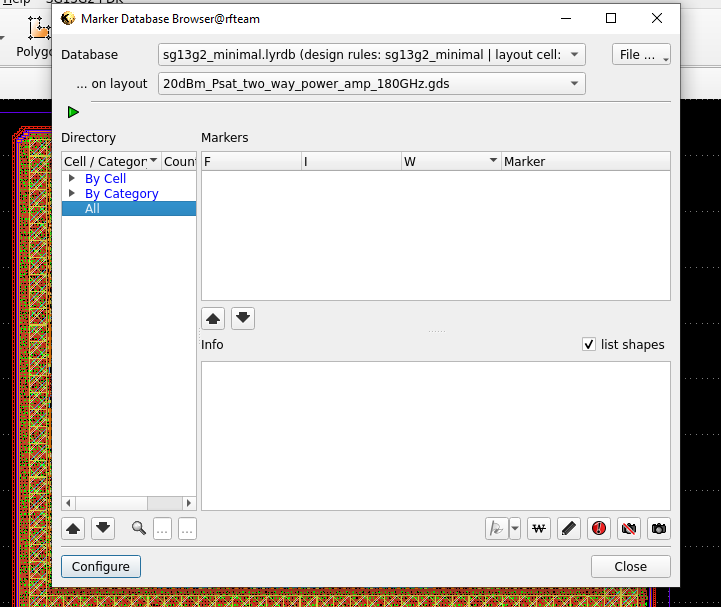 Help SG13G2 PDK
Marker Database Browser@rfteam
Polygo
Database
sg13g2_minimal.lyrdb (design rules: sg13g2_minimal | layout cell:
File ...
... on layout
20dBm_Psat_two_way_power_amp_180GHz.gds
Directory
Markers
Cell / Category
Count
F
I
W
Marker
By Cell
By Category
All
Info
list shapes
...
...
W
Configure
Close